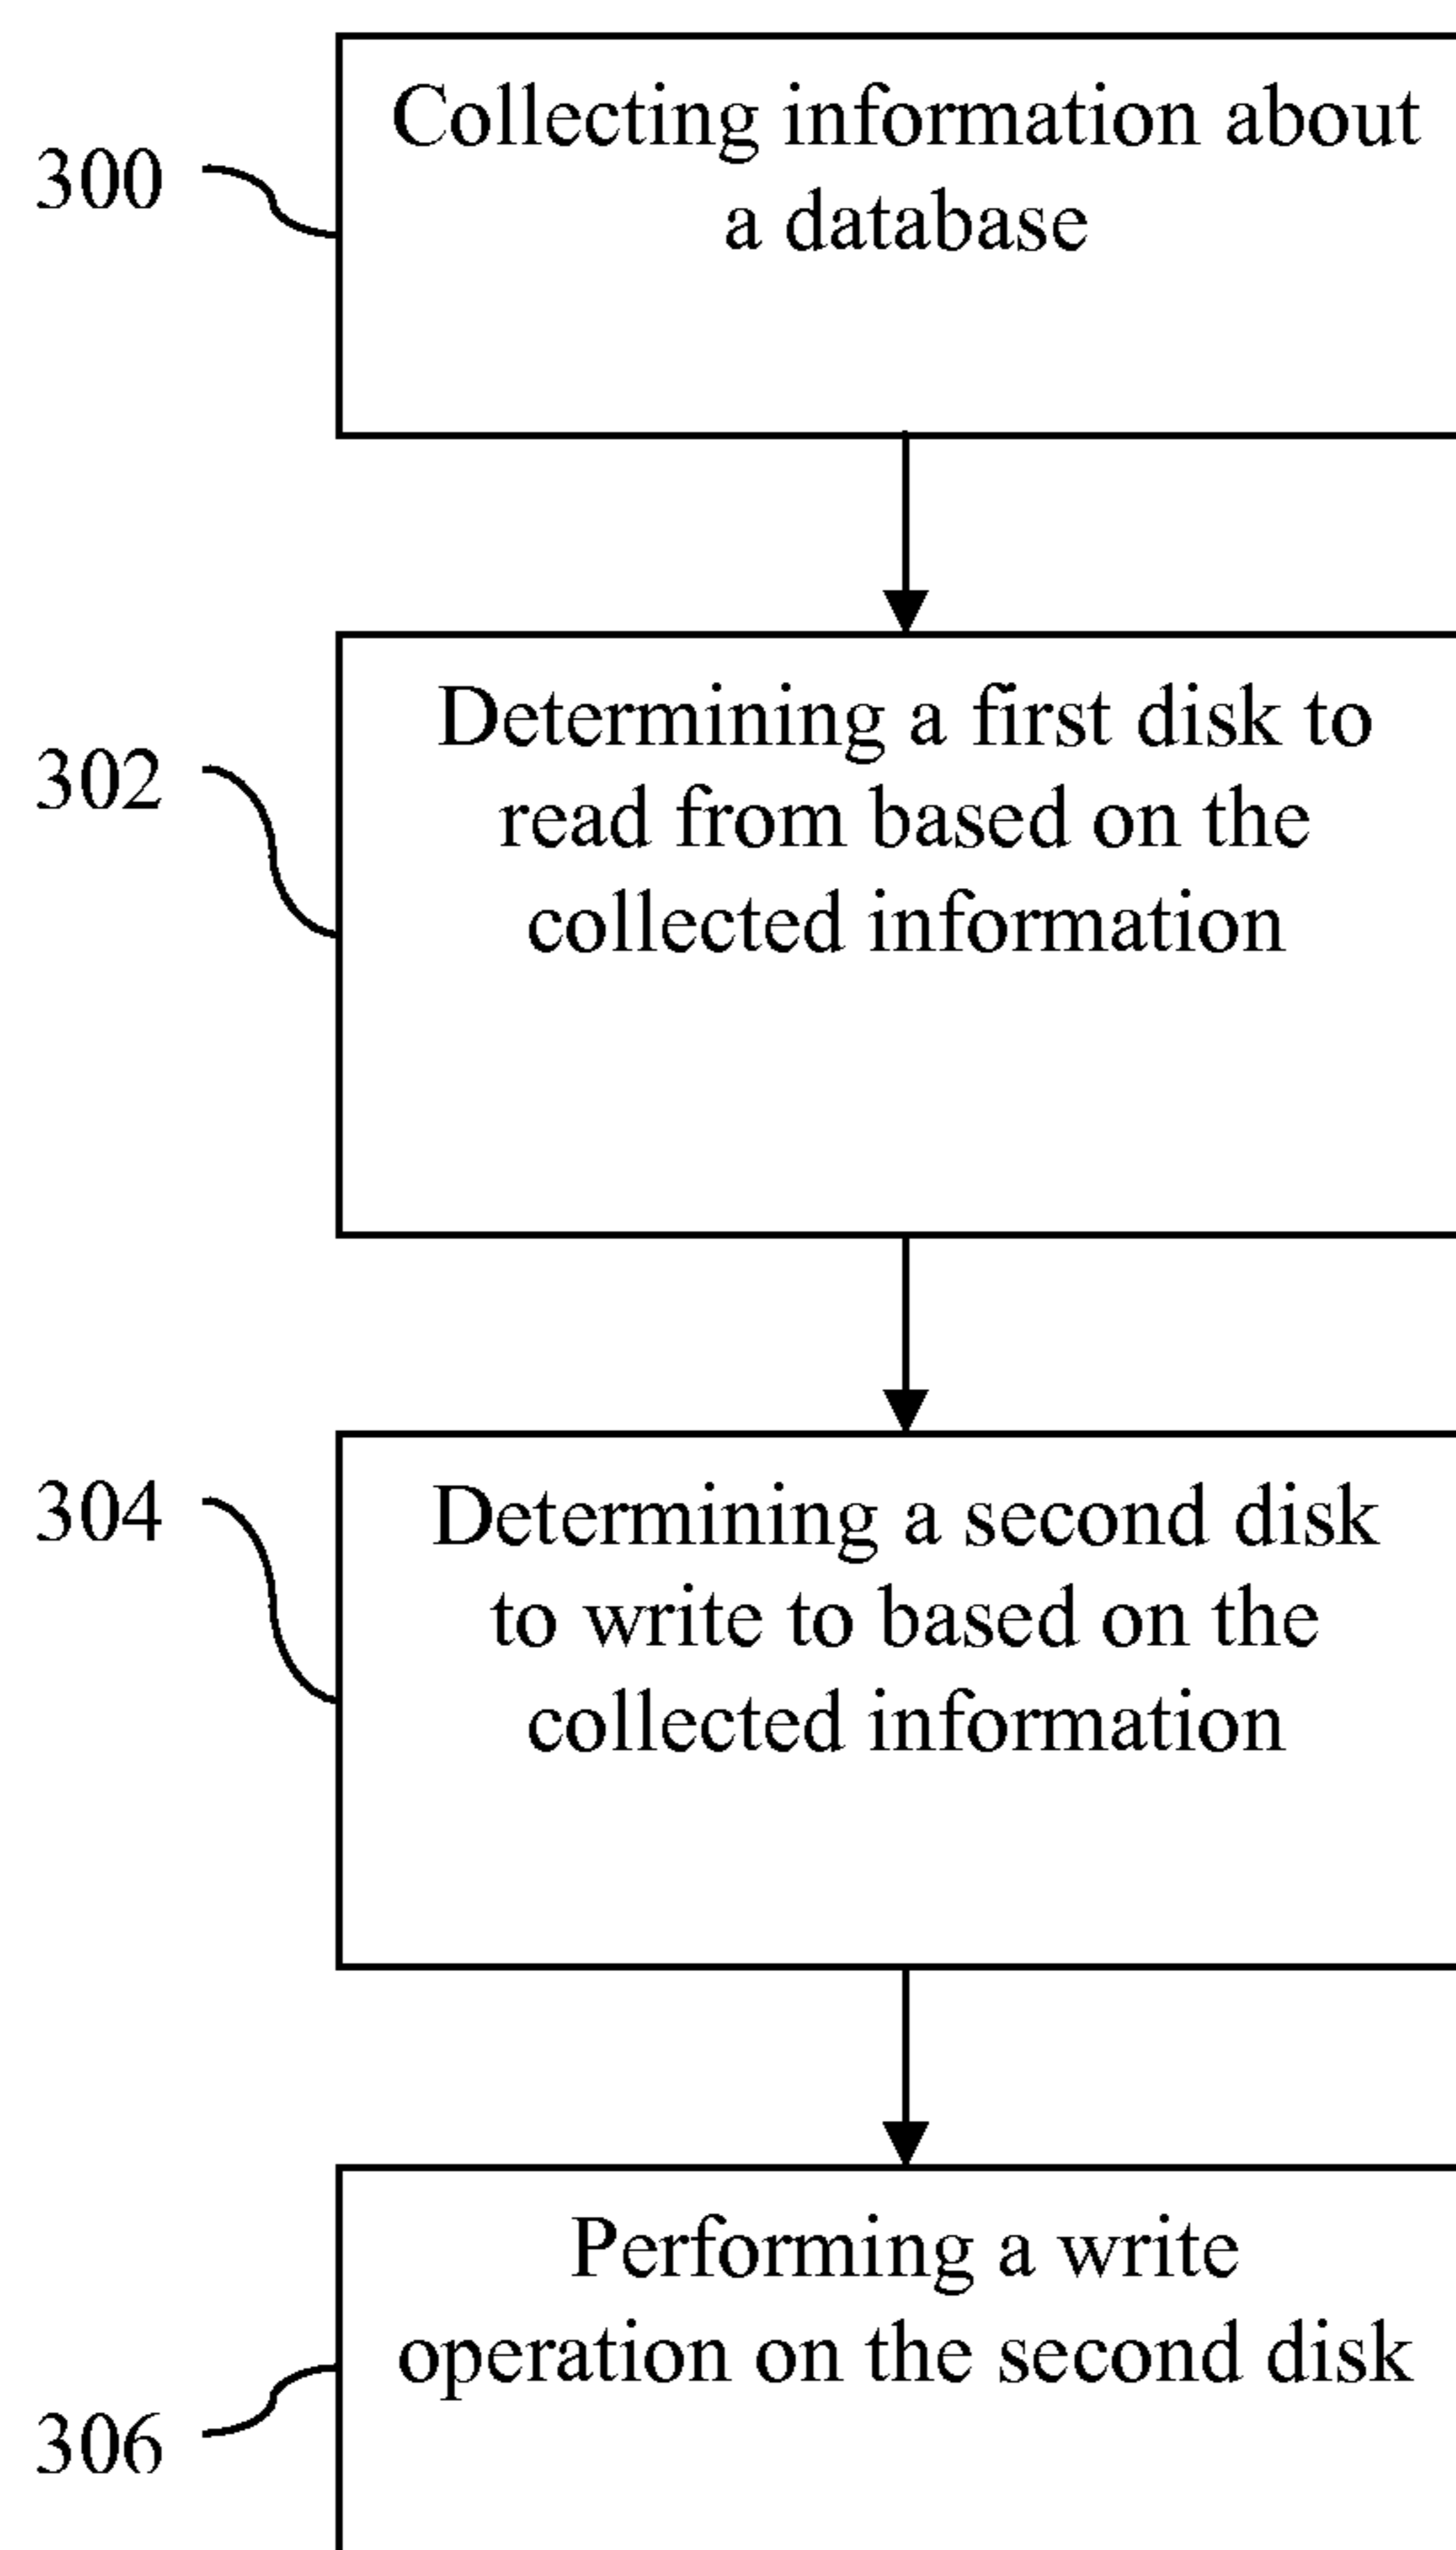 Collecting information about
a database
300
Determining a first disk to
read from based on the
collected information
302
Determining a second disk
to write to based on the
collected information
304
Performing a write
operation on the second disk
306